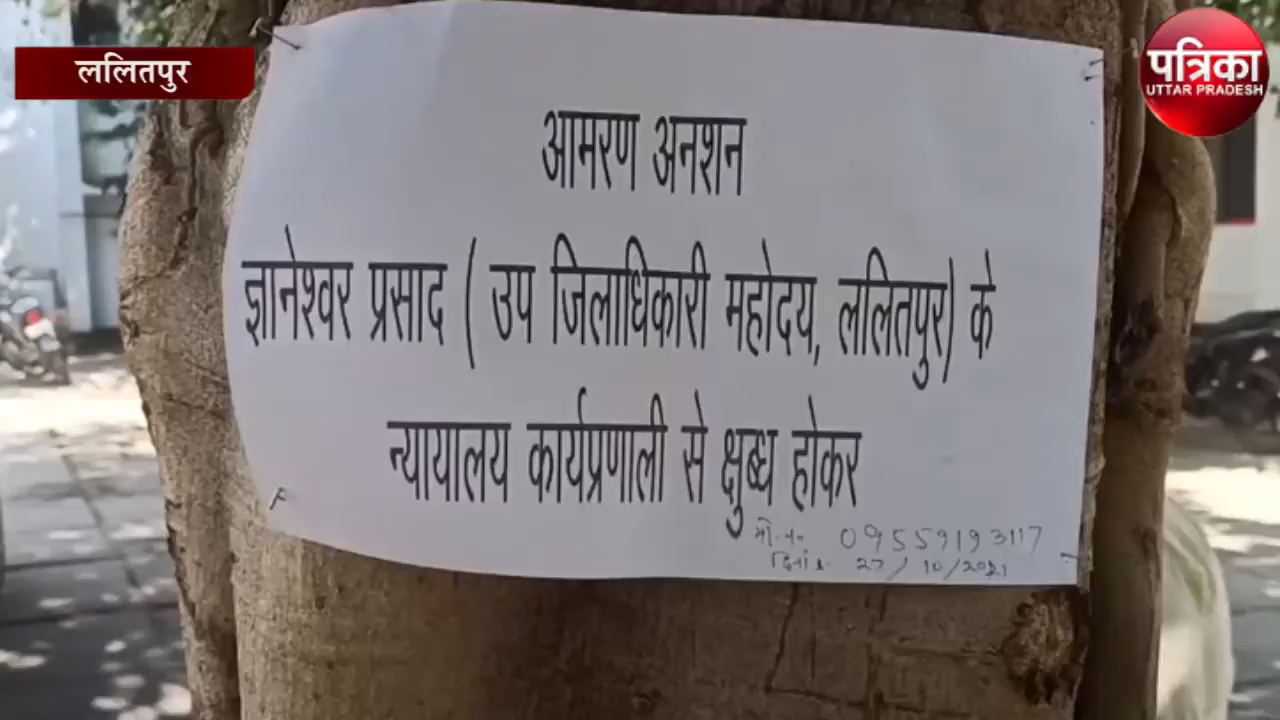 ललितपुर
पत्रिका
UTTAR PRADESH
आमरण अनशन
ज्ञानेश्वर प्रसाद ( उप जिलाधिकारी महोदय, ललितपुर) के
न्यायालय कार्यप्रणाली से क्षुब्ध होकर
मो.नं. 09559193117
दिनांक 27/10/2021